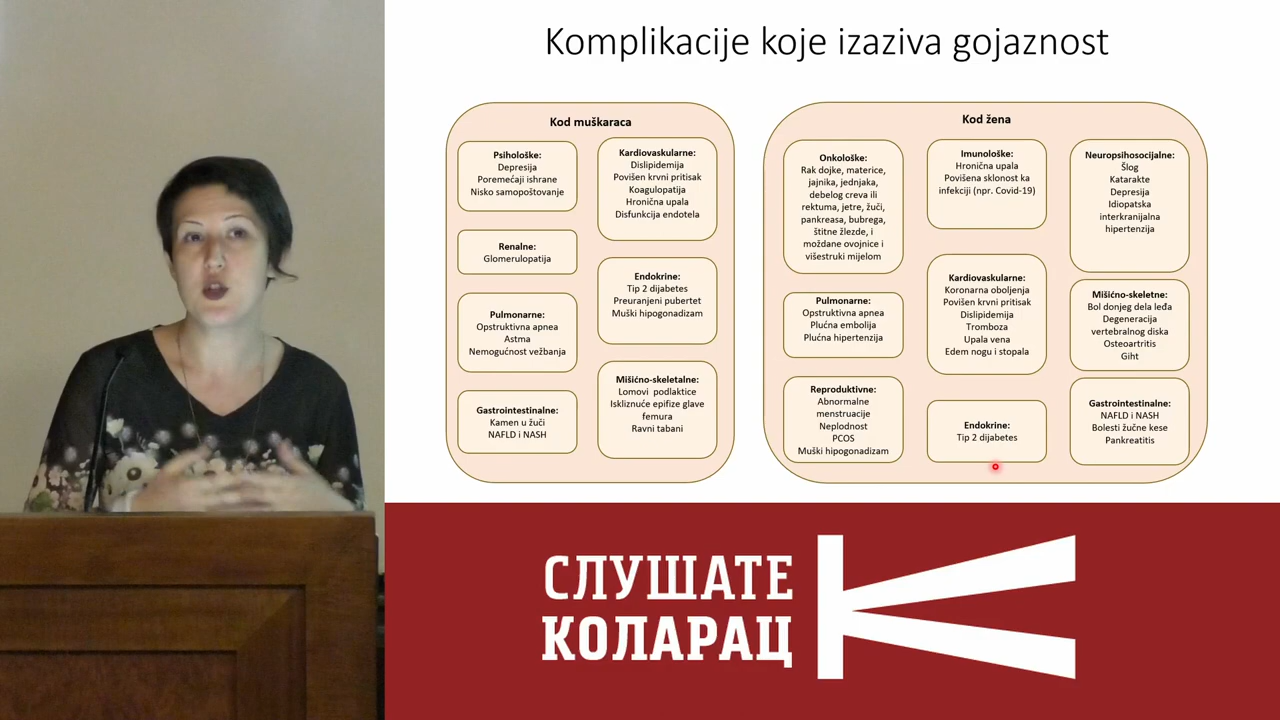 Komplikacije koje izaziva gojaznost
Kod muškaraca
Psihološke:
Depresija
Poremećaji ishrane
Nisko samopoštovanje
Renalne:
Glomerulopatija
Pulmonarne:
Opstruktivna apnea
Astma
Nemogućnost vežbanja
Gastrointestinalne:
Kamen u žuči
NAFLD i NASH
Kardiovaskularne:
Dislipidemija
Povišen krvni pritisak
Koagulopatija
Hronična upala
Disfunkcija endotela
Endokrine:
Tip 2 dijabetes
Preuranjeni pubertet
Muški hipogonadizam
Mišićno-skeletalne:
Lomovi podlaktice
Iskliznuće epifize glave
femura
Ravni tabani
Kod žena
Onkološke:
Rak dojke, materice,
jajnika, jednjaka,
debelog creva ili
rektuma, jetre, žuči,
pankreasa, bubrega,
štitne žlezde, i
moždane ovojnice i
višestruki mijelom
Pulmonarne:
Opstruktivna apnea
Plućna embolija
Plućna hipertenzija
Reproduktivne:
Abnormalne
menstruacije
Neplodnost
PCOS
Muški hipogonadizam
Imunološke:
Hronična upala
Povišena sklonost ka
infekciji (npr. Covid-19)
Kardiovaskularne:
Koronarna oboljenja
Povišen krvni pritisak
Dislipidemija
Tromboza
Upala vena
Edem nogu i stopala
Endokrine:
Tip 2 dijabetes
Neuropsihosocijalne:
Šlog
Katarakte
Depresija
Idiopatska
interkranijalna
hipertenzija
Mišićno-skeletne:
Bol donjeg dela leđa
Degeneracija
vertebralnog diska
Osteoartritis
Giht
Gastrointestinalne:
NAFLD i NASH
Bolesti žučne kese
Pankreatitis
СЛУШАТЕ
КОЛАРАЦ